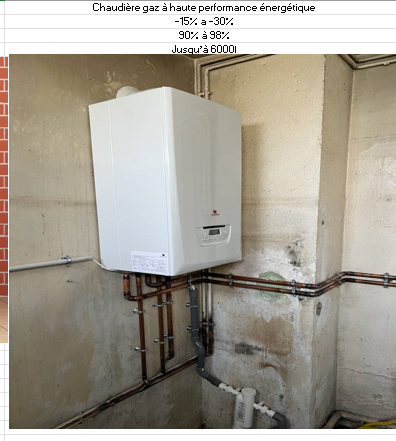 Chaudière gaz à haute performance énergétique
-15% a -30%
90% à 98%
Jusqu'à 6000l